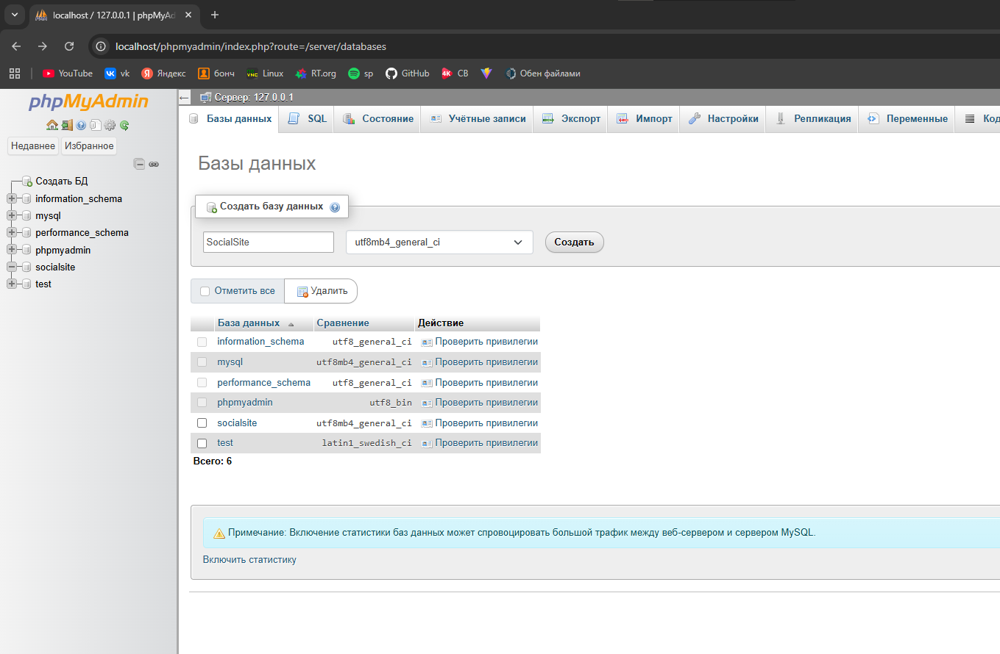 localhost / 127.0.0.1 | phpMyAd
localhost/phpmyadmin/index.php?route=/server/databases
YouTube vk Яндекс бонч Linux RT.org sp GitHub СВ Обен файлами
phpMyAdmin
Недавнее Избранное
Создать БД
information_schema
mysql
performance_schema
phpmyadmin
socialsite
test
Сервер: 127.0.0.1
Базы данных SQL Состояние Учётные записи Экспорт Импорт Настройки Репликация Переменные Код
Базы данных
Создать базу данных
SocialSite utf8mb4_general_ci Создать
Отметить все Удалить
База данных Сравнение Действие
information_schema utf8_general_ci Проверить привилегии
mysql utf8mb4_general_ci Проверить привилегии
performance_schema utf8_general_ci Проверить привилегии
phpmyadmin utf8_bin Проверить привилегии
socialsite utf8mb4_general_ci Проверить привилегии
test latin1_swedish_ci Проверить привилегии
Всего: 6
Примечание: Включение статистики баз данных может спровоцировать большой трафик между веб-сервером и сервером MySQL.
Включить статистику